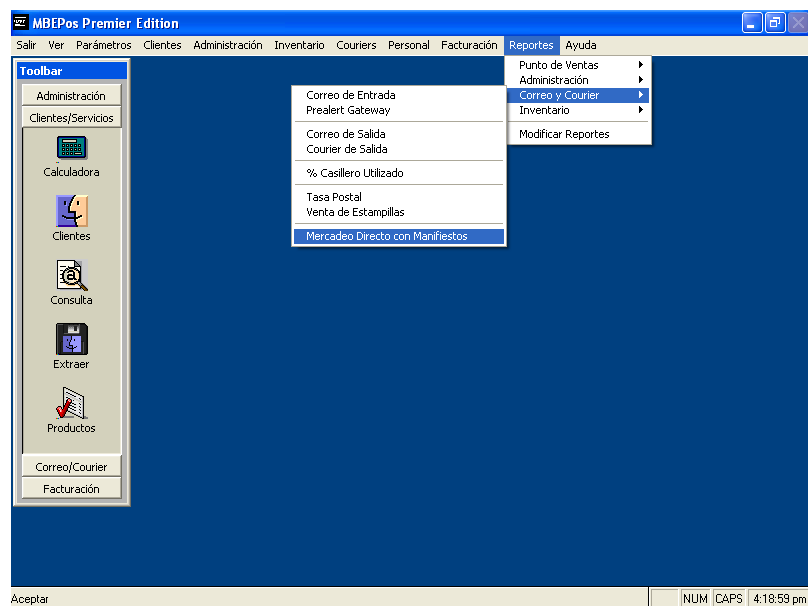 MBEPos Premier Edition
Salir Ver Parámetros Clientes Administración Inventario Couriers Personal Facturación Reportes Ayuda
Toolbar
Administración
Clientes/Servicios
Calculadora
Clientes
Consulta
Extraer
Productos
Correo/Courier
Facturación
Punto de Ventas
Administración
Correo y Courier
Inventario
Modificar Reportes
Correo de Entrada
Prealert Gateway
Correo de Salida
Courier de Salida
% Casillero Utilizado
Tasa Postal
Venta de Estampillas
Mercadeo Directo con Manifiestos
Aceptar NUM CAPS 4:18:59 pm